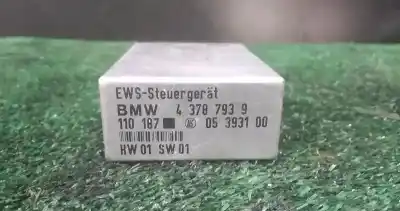 EWS-Steuergerät
BMW 4 378 793 9
110 187 05 3931 00
HW 01 SW 01